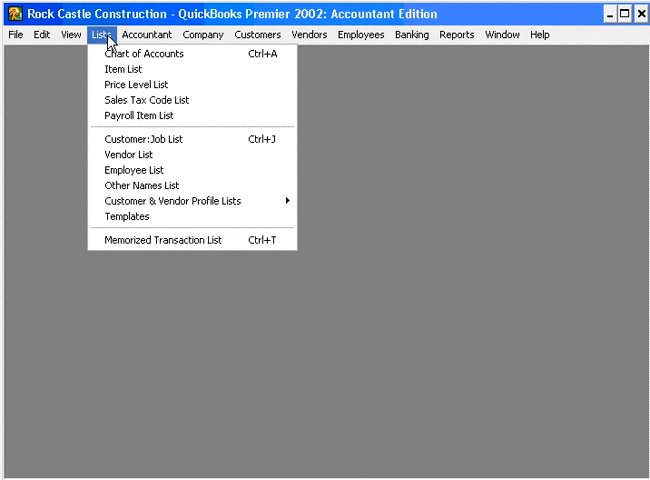 Rock Castle Construction - QuickBooks Premier 2002: Accountant Edition
File Edit View Lists Accountant Company Customers Vendors Employees Banking Reports Window Help
Chart of Accounts Ctrl+A
Item List
Price Level List
Sales Tax Code List
Payroll Item List
Customer:Job List Ctrl+J
Vendor List
Employee List
Other Names List
Customer & Vendor Profile Lists
Templates
Memorized Transaction List Ctrl+T